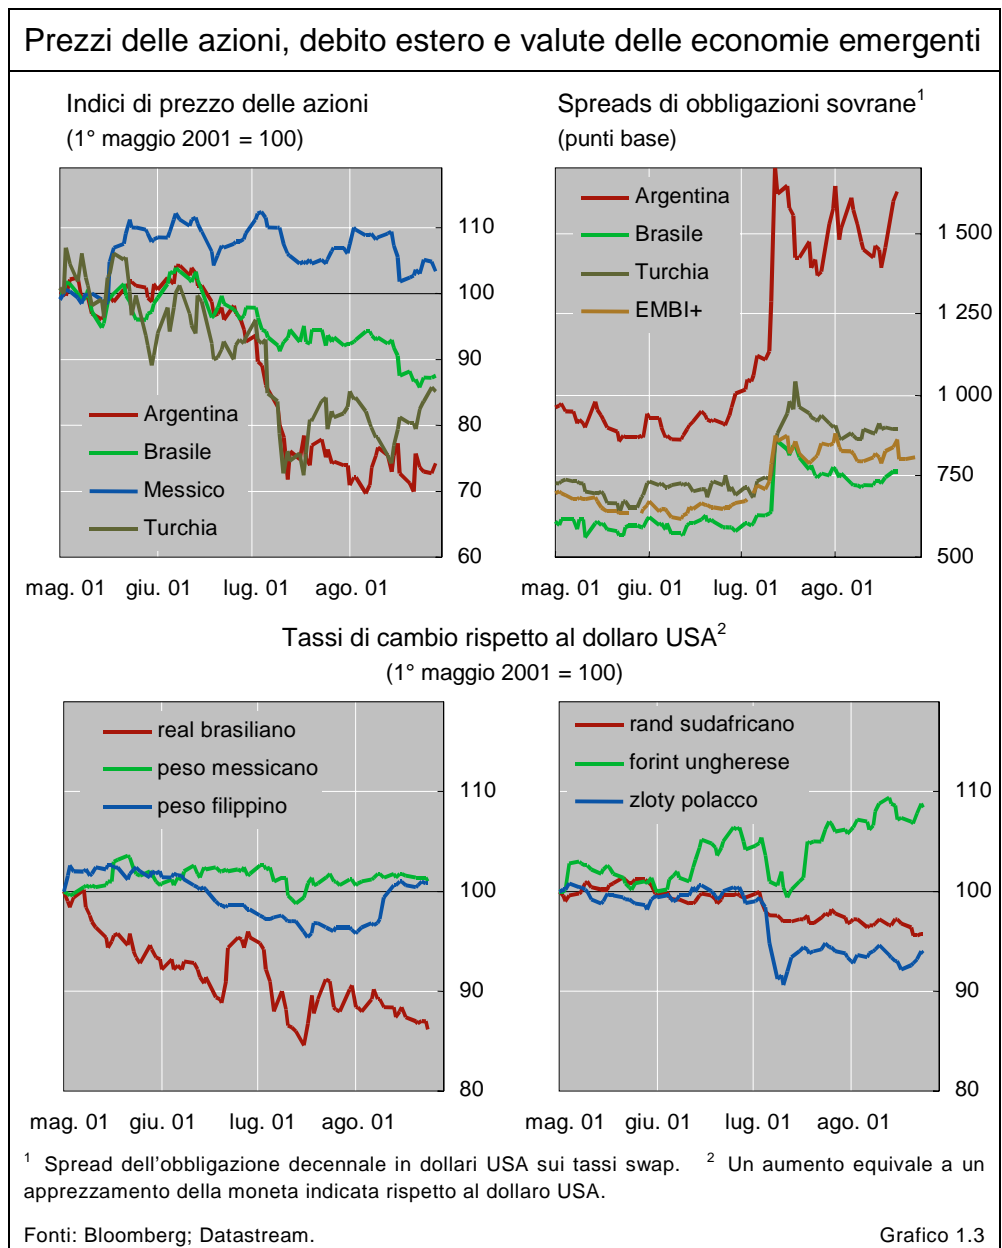 Prezzi delle azioni, debito estero e valute delle economie emergenti
Indici di prezzo delle azioni
(1° maggio 2001 = 100)
110
100
90
80
70
60
Argentina
Brasile
Messico
Turchia
mag. 01 giu. 01 lug. 01 ago. 01
Spreads di obbligazioni sovrane1
(punti base)
Argentina
Brasile
Turchia
EMBI+
1 500
1 250
1 000
750
500
mag. 01 giu. 01 lug. 01 ago. 01
Tassi di cambio rispetto al dollaro USA2
(1° maggio 2001 = 100)
real brasiliano
peso messicano
peso filippino
110
100
90
80
mag. 01 giu. 01 lug. 01 ago. 01
rand sudafricano
forint ungherese
zloty polacco
110
100
90
80
mag. 01 giu. 01 lug. 01 ago. 01
1 Spread dell'obbligazione decennale in dollari USA sui tassi swap. 2 Un aumento equivale a un
apprezzamento della moneta indicata rispetto al dollaro USA.
Fonti: Bloomberg; Datastream. Grafico 1.3